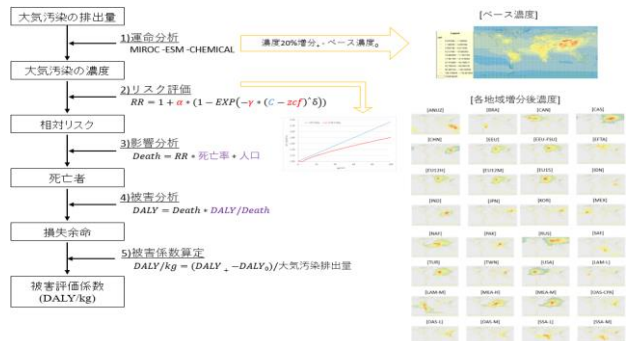 大気汚染の排出量
1)運命分析
MIROC -ESM -CHEMICAL
濃度20%増分₊ - ベース濃度₀
[ベース濃度]
大気汚染の濃度
2)リスク評価
RR = 1 + α * (1 − EXP(−γ * (C − zcf)^δ))
相対リスク
3)影響分析
Death = RR * 死亡率 * 人口
死亡者
4)被害分析
DALY = Death * DALY/Death
損失余命
5)被害係数算定
DALY/kg = (DALY ₊ −DALY₀)/大気汚染排出量
被害評価係数
(DALY/kg)
[各地域増分後濃度]
[ANUZ] [BRA] [CAN] [CAS]
[CHN] [EEU] [EEU-FSU] [EFTA]
[EU12H] [EU12M] [EU15] [IDN]
[IND] [JPN] [KOR] [MEX]
[NAF] [PAK] [RUS] [SAF]
[TUR] [TWN] [USA] [LAM-L]
[LAM-M] [MEA-H] [MEA-M] [OAS-CPA]
[OAS-L] [OAS-M] [SSA-L] [SSA-M]